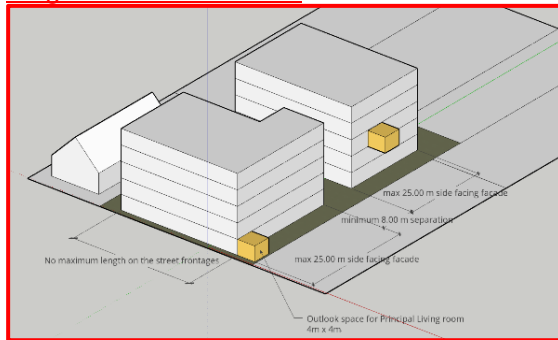 max 25.00 m side facing facade
minimum 8.00 m separation
No maximum length on the street frontages
max 25.00 m side facing facade
Outlook space for Principal Living room
4m x 4m